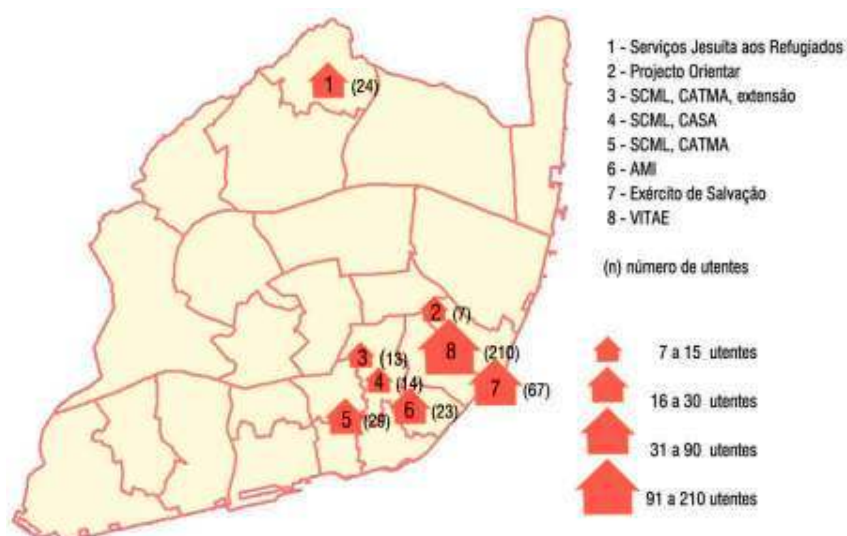 1 (24)
2 (7)
8 (210)
3 (13)
4 (14)
7 (67)
5 (29)
6 (23)
1 - Serviços Jesuíta aos Refugiados
2 - Projecto Orientar
3 - SCML, CATMA, extensão
4 - SCML, CASA
5 - SCML, CATMA
6 - AMI
7 - Exército de Salvação
8 - VITAE
(n) número de utentes
7 a 15 utentes
16 a 30 utentes
31 a 90 utentes
91 a 210 utentes